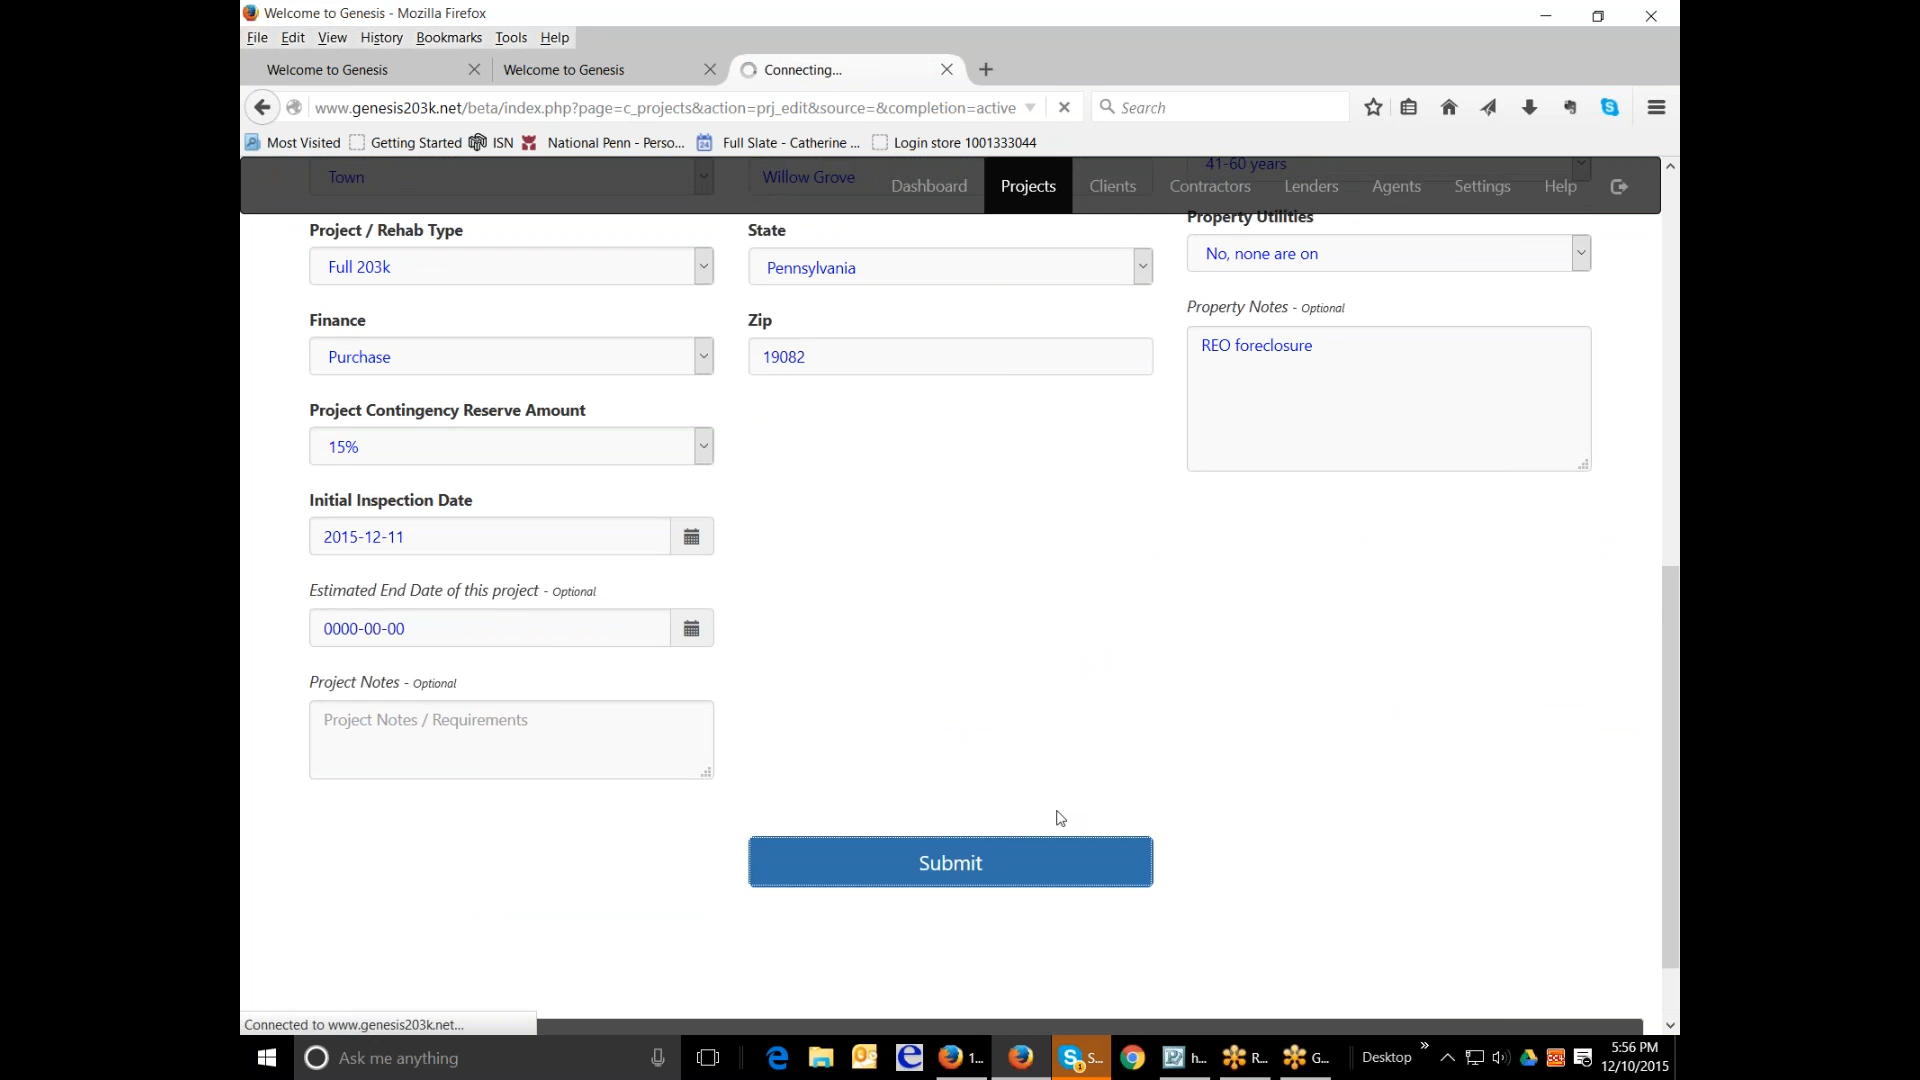 Welcome to Genesis - Mozilla Firefox
File Edit View History Bookmarks Tools Help
Welcome to Genesis
Welcome to Genesis
Connecting...
www.genesis203k.net/beta/index.php?page=c_projects&action=prj_edit&source=&completion=active
Search
Most Visited
Getting Started
ISN
National Penn - Perso...
Full Slate - Catherine ...
Login store 1001333044
Town
Willow Grove
41-60 years
Dashboard Projects Clients Contractors Lenders Agents Settings Help
Project / Rehab Type
Full 203k
Finance
Purchase
Project Contingency Reserve Amount
15%
Initial Inspection Date
2015-12-11
Estimated End Date of this project - Optional
0000-00-00
Project Notes - Optional
Project Notes / Requirements
State
Pennsylvania
Zip
19082
Property Utilities
No, none are on
Property Notes - Optional
REO foreclosure
Submit
Connected to www.genesis203k.net...
Ask me anything
1...
S...
h...
R...
G...
Desktop
5:56 PM
12/10/2015